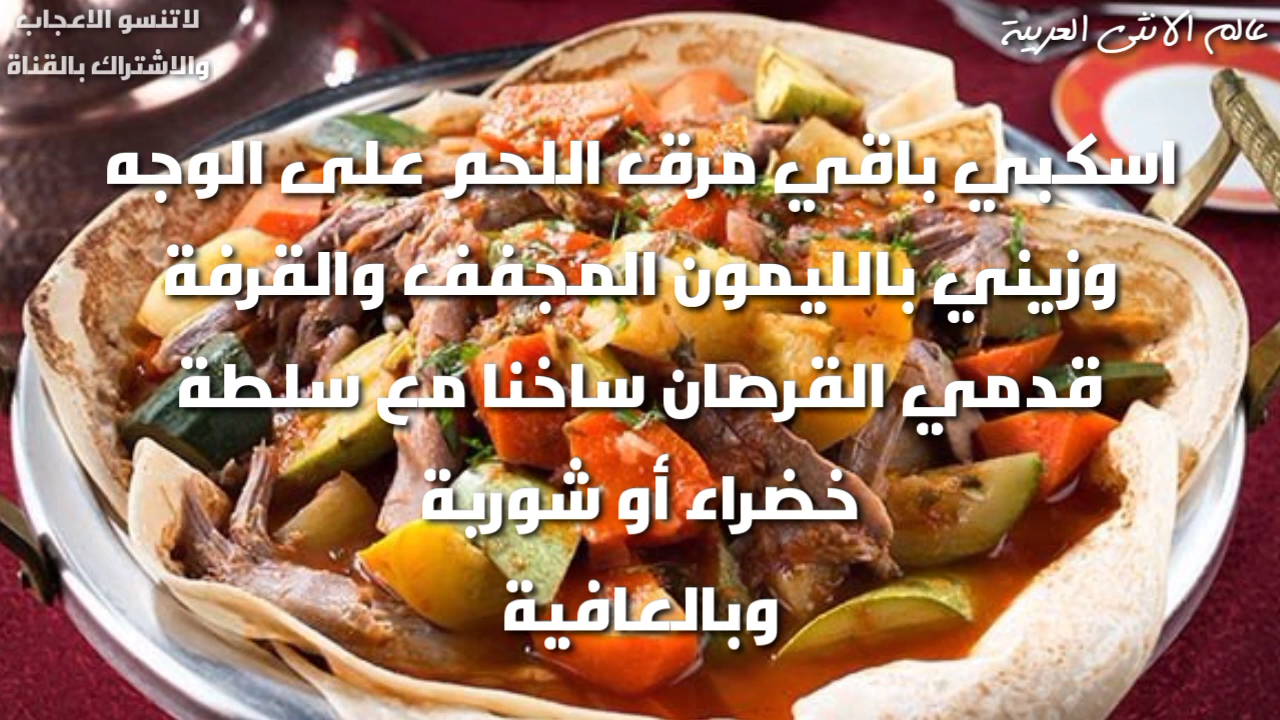 لاتنسو الاعجاب
والاشتراك بالقناة
عالم الانثى العربية
اسكبي باقي مرق اللحم على الوجه
وزيني بالليمون المجفف والقرفة
قدمي القرصان ساخنا مع سلطة
خضراء أو شوربة
وبالعافية